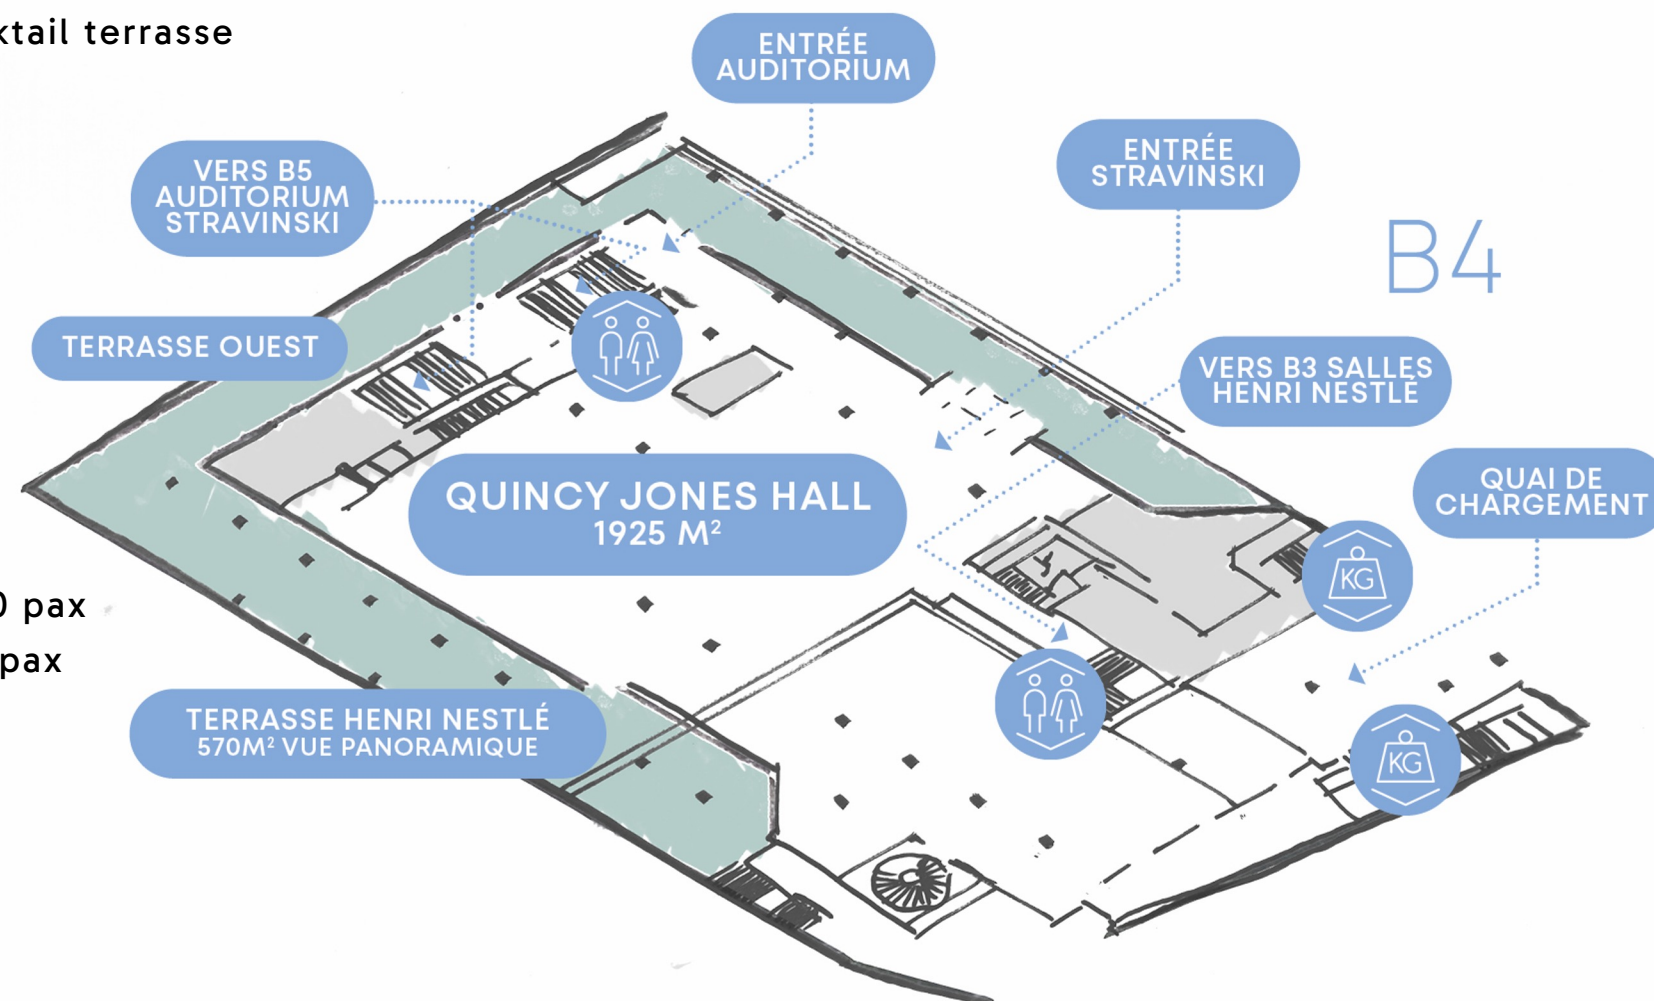 ktail terrasse
ENTRÉE
AUDITORIUM
VERS B5
AUDITORIUM
STRAVINSKI
ENTRÉE
STRAVINSKI
B4
TERRASSE OUEST
VERS B3 SALLES
HENRI NESTLÉ
QUINCY JONES HALL
1925 M²
QUAI DE
CHARGEMENT
KG
0 pax
pax
TERRASSE HENRI NESTLÉ
570M² VUE PANORAMIQUE
KG